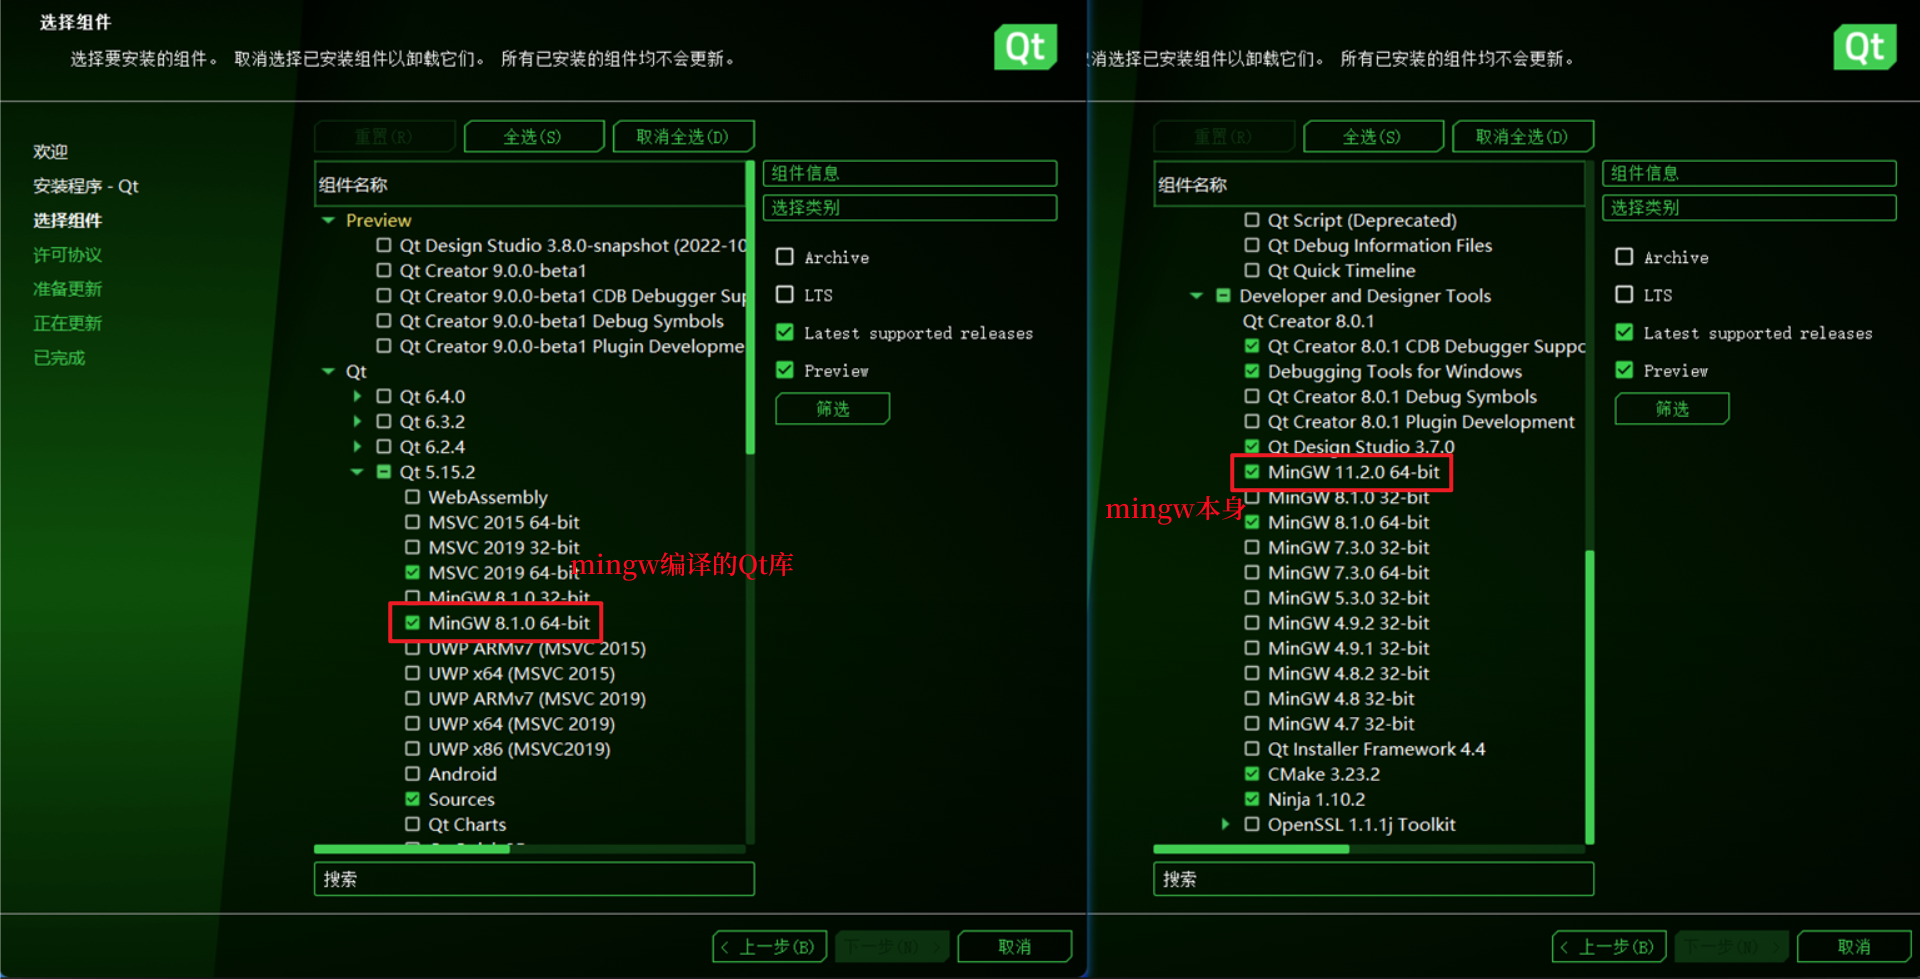 选择组件
选择要安装的组件。 取消选择已安装组件以卸载它们。 所有已安装的组件均不会更新。
Qt
欢迎
安装程序 - Qt
选择组件
许可协议
准备更新
正在更新
已完成
重置(R)
全选(S)
取消全选(D)
组件名称
Preview
Qt Design Studio 3.8.0-snapshot (2022-10
Qt Creator 9.0.0-beta1
Qt Creator 9.0.0-beta1 CDB Debugger Sup
Qt Creator 9.0.0-beta1 Debug Symbols
Qt Creator 9.0.0-beta1 Plugin Developme
Qt
Qt 6.4.0
Qt 6.3.2
Qt 6.2.4
Qt 5.15.2
WebAssembly
MSVC 2015 64-bit
MSVC 2019 32-bit
MSVC 2019 64-bit
mingw编译的Qt库
MinGW 8.1.0 32-bit
MinGW 8.1.0 64-bit
UWP ARMv7 (MSVC 2015)
UWP x64 (MSVC 2015)
UWP ARMv7 (MSVC 2019)
UWP x64 (MSVC 2019)
UWP x86 (MSVC2019)
Android
Sources
Qt Charts
搜索
组件信息
选择类别
Archive
LTS
Latest supported releases
Preview
筛选
< 上一步(B)
下一步(N) >
取消
消选择已安装组件以卸载它们。 所有已安装的组件均不会更新。
Qt
重置(R)
全选(S)
取消全选(D)
组件名称
Qt Script (Deprecated)
Qt Debug Information Files
Qt Quick Timeline
Developer and Designer Tools
Qt Creator 8.0.1
Qt Creator 8.0.1 CDB Debugger Suppo
Debugging Tools for Windows
Qt Creator 8.0.1 Debug Symbols
Qt Creator 8.0.1 Plugin Development
Qt Design Studio 3.7.0
MinGW 11.2.0 64-bit
mingw本身
MinGW 8.1.0 32-bit
MinGW 8.1.0 64-bit
MinGW 7.3.0 32-bit
MinGW 7.3.0 64-bit
MinGW 5.3.0 32-bit
MinGW 4.9.2 32-bit
MinGW 4.9.1 32-bit
MinGW 4.8.2 32-bit
MinGW 4.8 32-bit
MinGW 4.7 32-bit
Qt Installer Framework 4.4
CMake 3.23.2
Ninja 1.10.2
OpenSSL 1.1.1j Toolkit
搜索
组件信息
选择类别
Archive
LTS
Latest supported releases
Preview
筛选
< 上一步(B)
下一步(N) >
取消